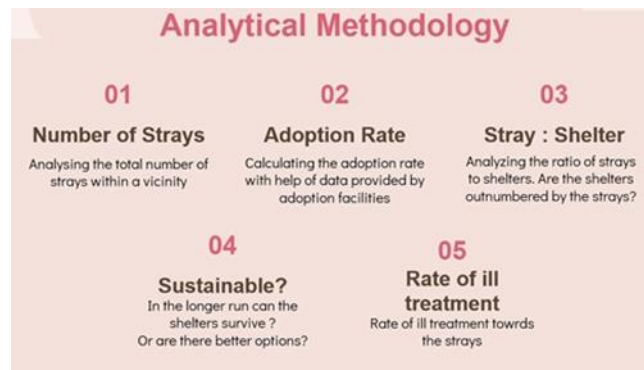 Analytical Methodology
01
Number of Strays
Analysing the total number of
strays within a vicinity
02
Adoption Rate
Calculating the adoption rate
with help of data provided by
adoption facilities
03
Stray : Shelter
Analyzing the ratio of strays
to shelters. Are the shelters
outnumbered by the strays?
04
Sustainable?
In the longer run can the
shelters survive ?
Or are there better options?
05
Rate of ill
treatment
Rate of ill treatment towrds
the strays